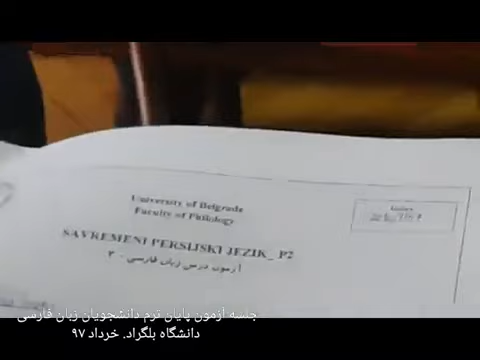 University of Belgrade
Faculty of Philology
SAVREMENI PERSIJSKI JEZIK_ P2
آزمون درس زبان فارسی - ۲
جلسه آزمون پایان ترم دانشجویان زبان فارسی
دانشگاه بلگراد. خرداد ۹۷